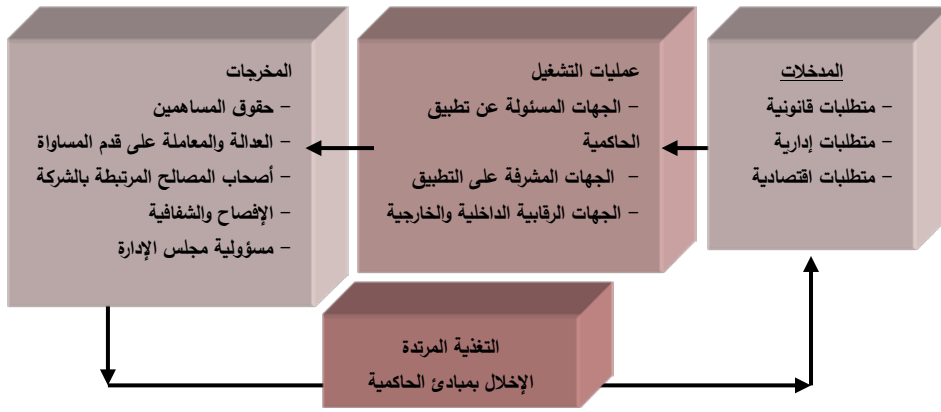 المدخلات
- متطلبات قانونية
- متطلبات إدارية
- متطلبات اقتصادية
عمليات التشغيل
- الجهات المسئولة عن تطبيق
الحاكمية
- الجهات المشرفة على التطبيق
- الجهات الرقابية الداخلية والخارجية
المخرجات
- حقوق المساهمين
- العدالة والمعاملة على قدم المساواة
- أصحاب المصالح المرتبطة بالشركة
- الإفصاح والشفافية
- مسؤولية مجلس الإدارة
التغذية المرتدة
الإخلال بمبادئ الحاكمية